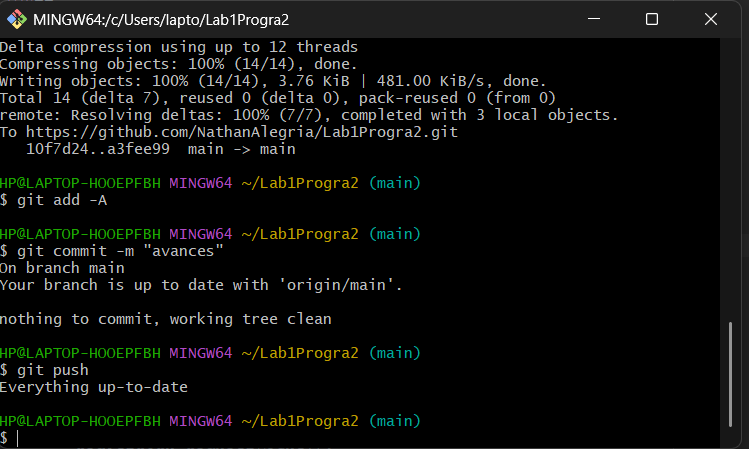 MINGW64:/c/Users/lapto/Lab1Progra2
Delta compression using up to 12 threads
Compressing objects: 100% (14/14), done.
Writing objects: 100% (14/14), 3.76 KiB | 481.00 KiB/s, done.
Total 14 (delta 7), reused 0 (delta 0), pack-reused 0 (from 0)
remote: Resolving deltas: 100% (7/7), completed with 3 local objects.
To https://github.com/NathanAlegria/Lab1Progra2.git
   10f7d24..a3fee99  main -> main
HP@LAPTOP-HOOEPFBH MINGW64 ~/Lab1Progra2 (main)
$ git add -A
HP@LAPTOP-HOOEPFBH MINGW64 ~/Lab1Progra2 (main)
$ git commit -m "avances"
On branch main
Your branch is up to date with 'origin/main'.
nothing to commit, working tree clean
HP@LAPTOP-HOOEPFBH MINGW64 ~/Lab1Progra2 (main)
$ git push
Everything up-to-date
HP@LAPTOP-HOOEPFBH MINGW64 ~/Lab1Progra2 (main)
$